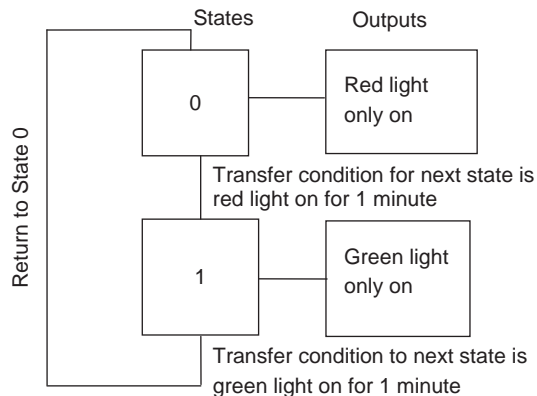 States
Outputs
0
Red light
only on
Transfer condition for next state is
red light on for 1 minute
Return to State 0
1
Green light
only on
Transfer condition to next state is
green light on for 1 minute